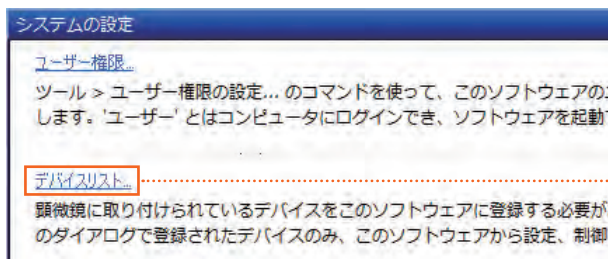 システムの設定
ユーザー権限...
ツール > ユーザー権限の設定... のコマンドを使って、このソフトウェアの
します。'ユーザー' とはコンピュータにログインでき、ソフトウェアを起動
デバイスリスト...
顕微鏡に取り付けられているデバイスをこのソフトウェアに登録する必要が
のダイアログで登録されたデバイスのみ、このソフトウェアから設定、制御